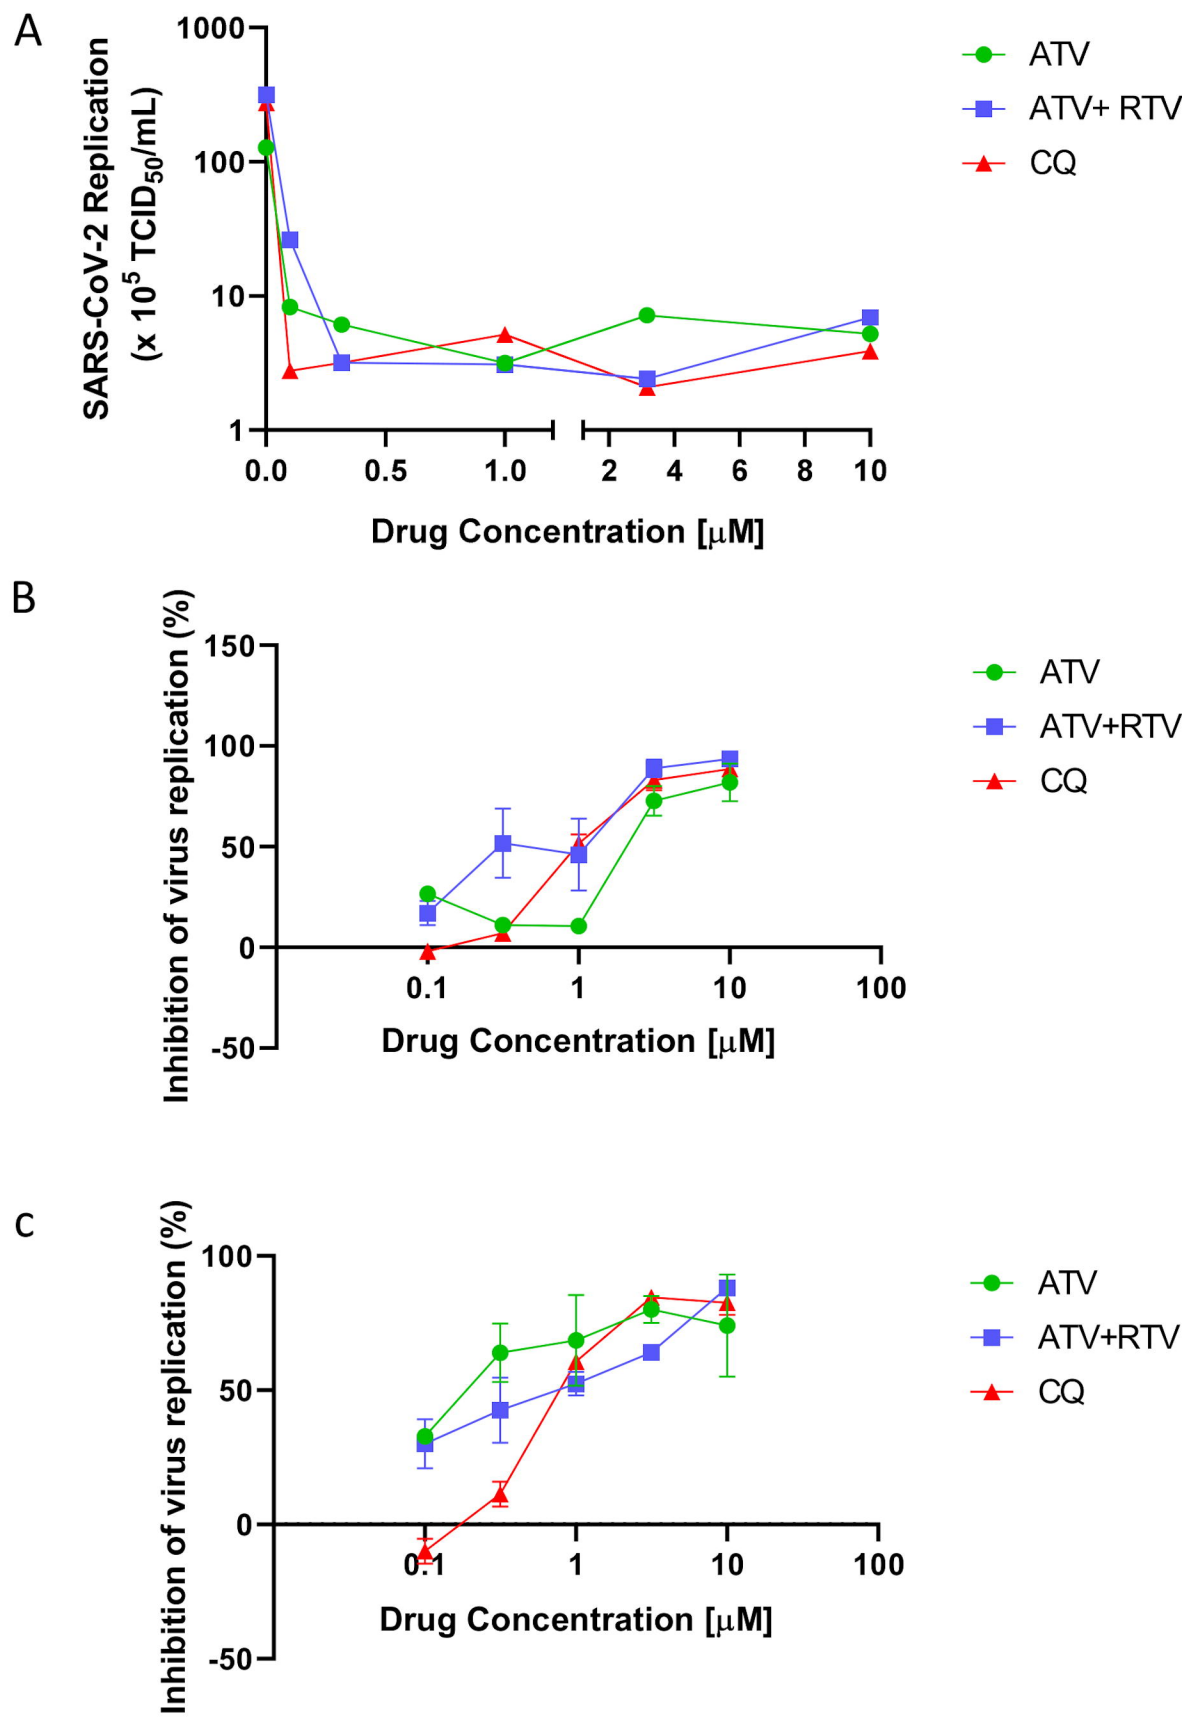 A
SARS-CoV-2 Replication
(x 10⁵ TCID₅₀/mL)
1000
100
10
1
0.0 0.5 1.0 2 4 6 8 10
Drug Concentration [μM]
ATV
ATV+ RTV
CQ
B
Inhibition of virus replication (%)
150
100
50
0
-50
0.1 1 10 100
Drug Concentration [μM]
ATV
ATV+RTV
CQ
c
Inhibition of virus replication (%)
100
50
0
-50
0.1 1 10 100
Drug Concentration [μM]
ATV
ATV+RTV
CQ